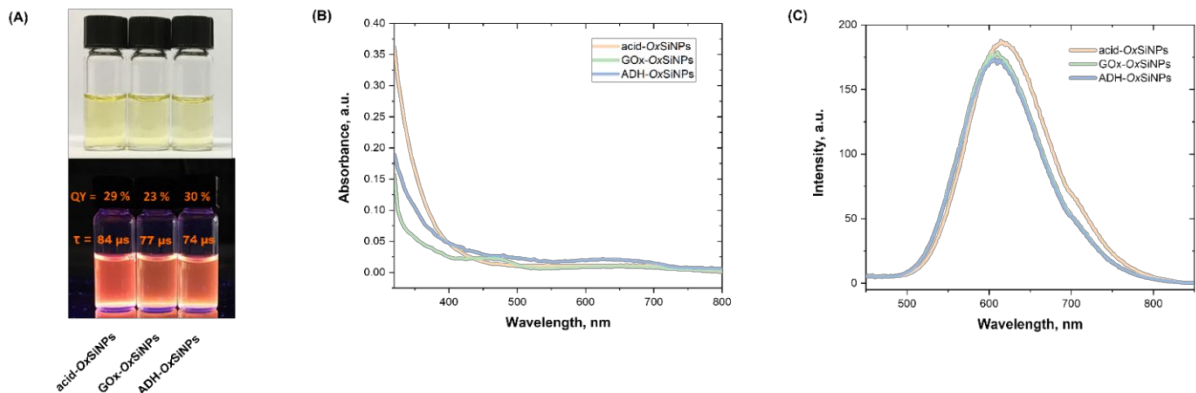 (A)
QY = 29 % 23 % 30 %
τ = 84 µs 77 µs 74 µs
acid-OxSiNPs
GOx-OxSiNPs
ADH-OxSiNPs
(B)
Absorbance, a.u.
0.40
0.35
0.30
0.25
0.20
0.15
0.10
0.05
0.00
acid-OxSiNPs
GOx-OxSiNPs
ADH-OxSiNPs
400 500 600 700 800
Wavelength, nm
(C)
Intensity, a.u.
200
150
100
50
0
acid-OxSiNPs
GOx-OxSiNPs
ADH-OxSiNPs
500 600 700 800
Wavelength, nm